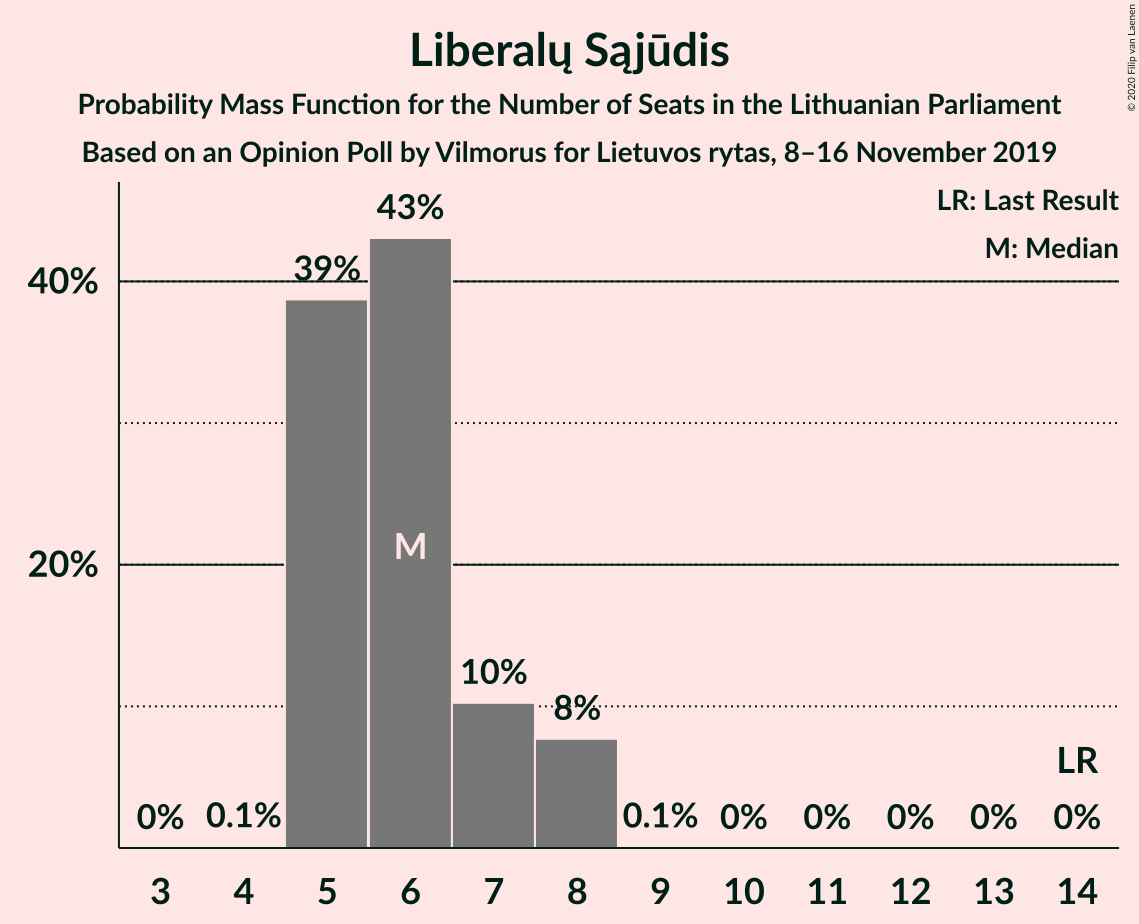 Liberalų Sąjūdis
Probability Mass Function for the Number of Seats in the Lithuanian Parliament
Based on an Opinion Poll by Vilmorus for Lietuvos rytas, 8–16 November 2019
© 2020 Filip van Laenen
LR: Last Result
M: Median
43%
39%
40%
M
20%
10%
8%
LR
0% 0.1% 0.1% 0% 0% 0% 0% 0%
3 4 5 6 7 8 9 10 11 12 13 14